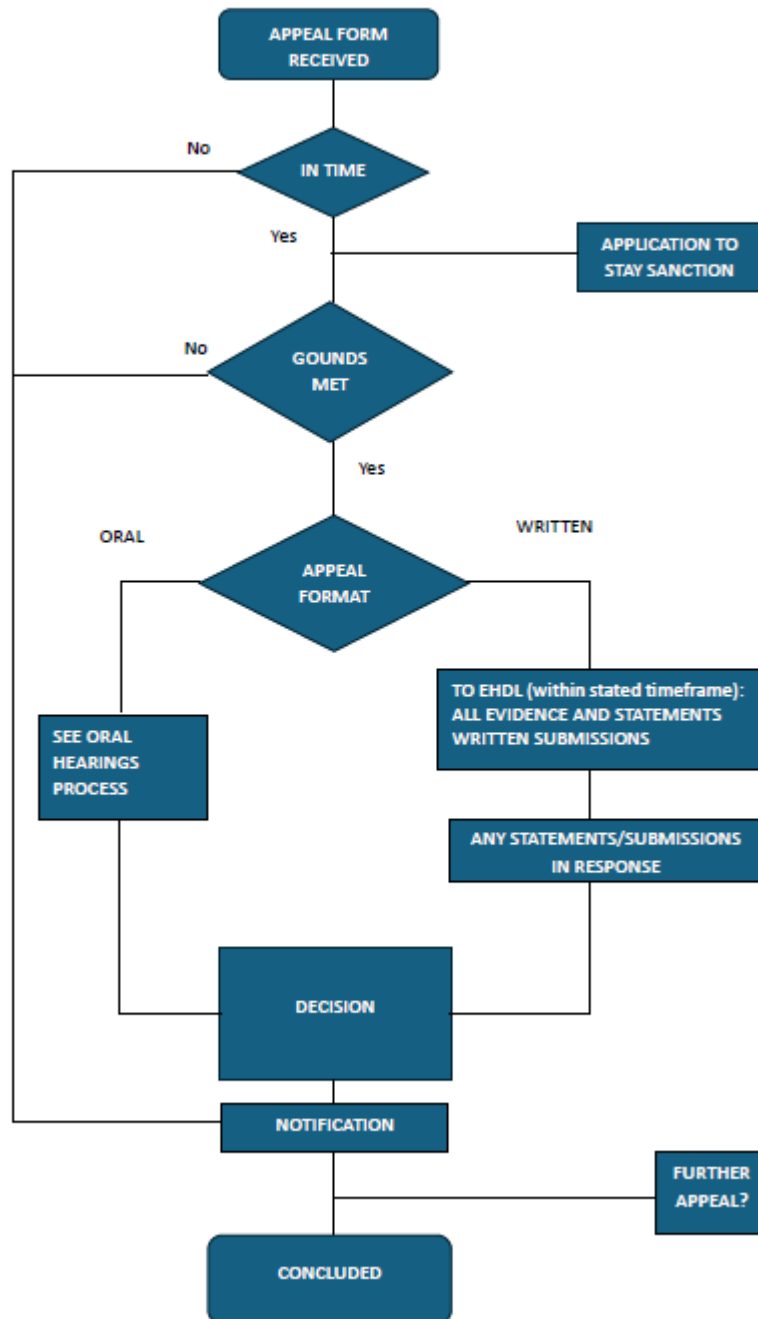 APPEAL FORM
RECEIVED
No
IN TIME
Yes
APPLICATION TO
STAY SANCTION
No
GOUNDS
MET
Yes
ORAL
WRITTEN
APPEAL
FORMAT
TO EHDL (within stated timeframe):
ALL EVIDENCE AND STATEMENTS
WRITTEN SUBMISSIONS
SEE ORAL
HEARINGS
PROCESS
ANY STATEMENTS/SUBMISSIONS
IN RESPONSE
DECISION
NOTIFICATION
FURTHER
APPEAL?
CONCLUDED